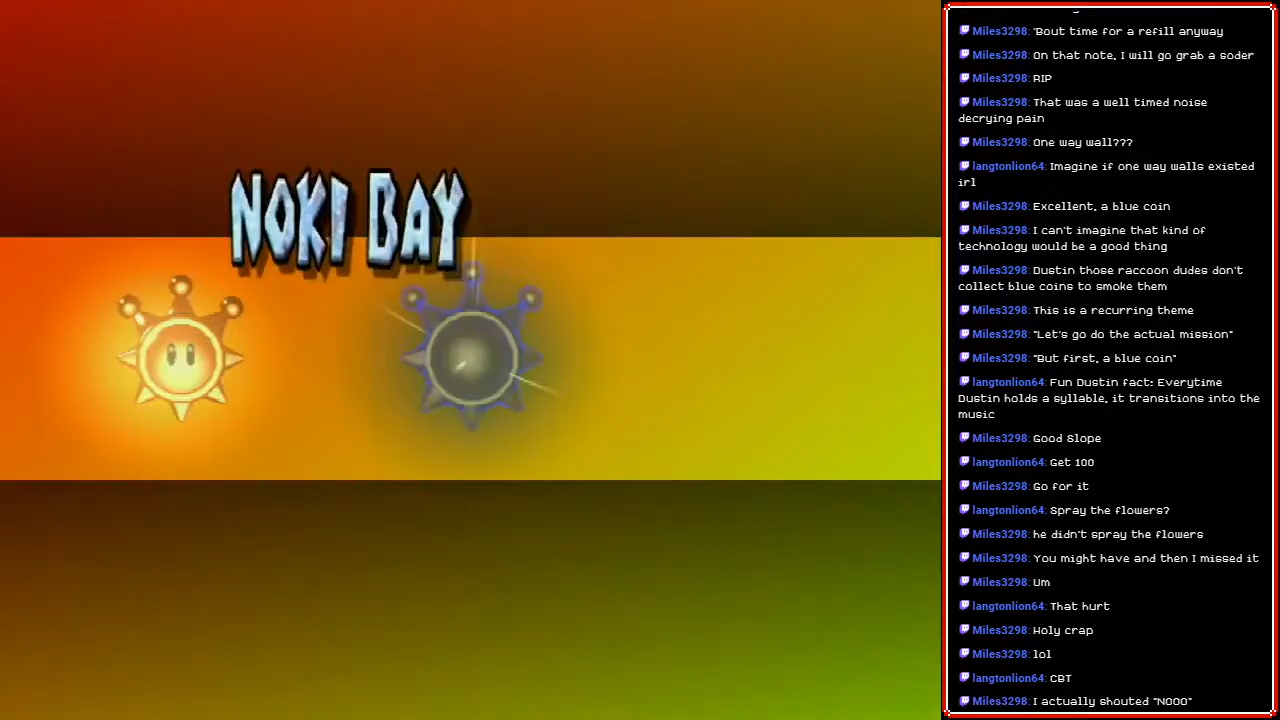 NOKI BAY
Miles3298: 'Bout time for a refill anyway
Miles3298: On that note, I will go grab a soder
Miles3298: RIP
Miles3298: That was a well timed noise
decrying pain
Miles3298: One way wall???
langtonlion64: Imagine if one way walls existed
irl
Miles3298: Excellent, a blue coin
Miles3298: I can't imagine that kind of
technology would be a good thing
Miles3298: Dustin those raccoon dudes don't
collect blue coins to smoke them
Miles3298: This is a recurring theme
Miles3298: "Let's go do the actual mission"
Miles3298: "But first, a blue coin"
langtonlion64: Fun Dustin fact: Everytime
Dustin holds a syllable, it transitions into the
music
Miles3298: Good Slope
langtonlion64: Get 100
Miles3298: Go for it
langtonlion64: Spray the flowers?
Miles3298: he didn't spray the flowers
Miles3298: You might have and then I missed it
Miles3298: Um
langtonlion64: That hurt
Miles3298: Holy crap
Miles3298: lol
langtonlion64: CBT
Miles3298: I actually shouted "NOOO"